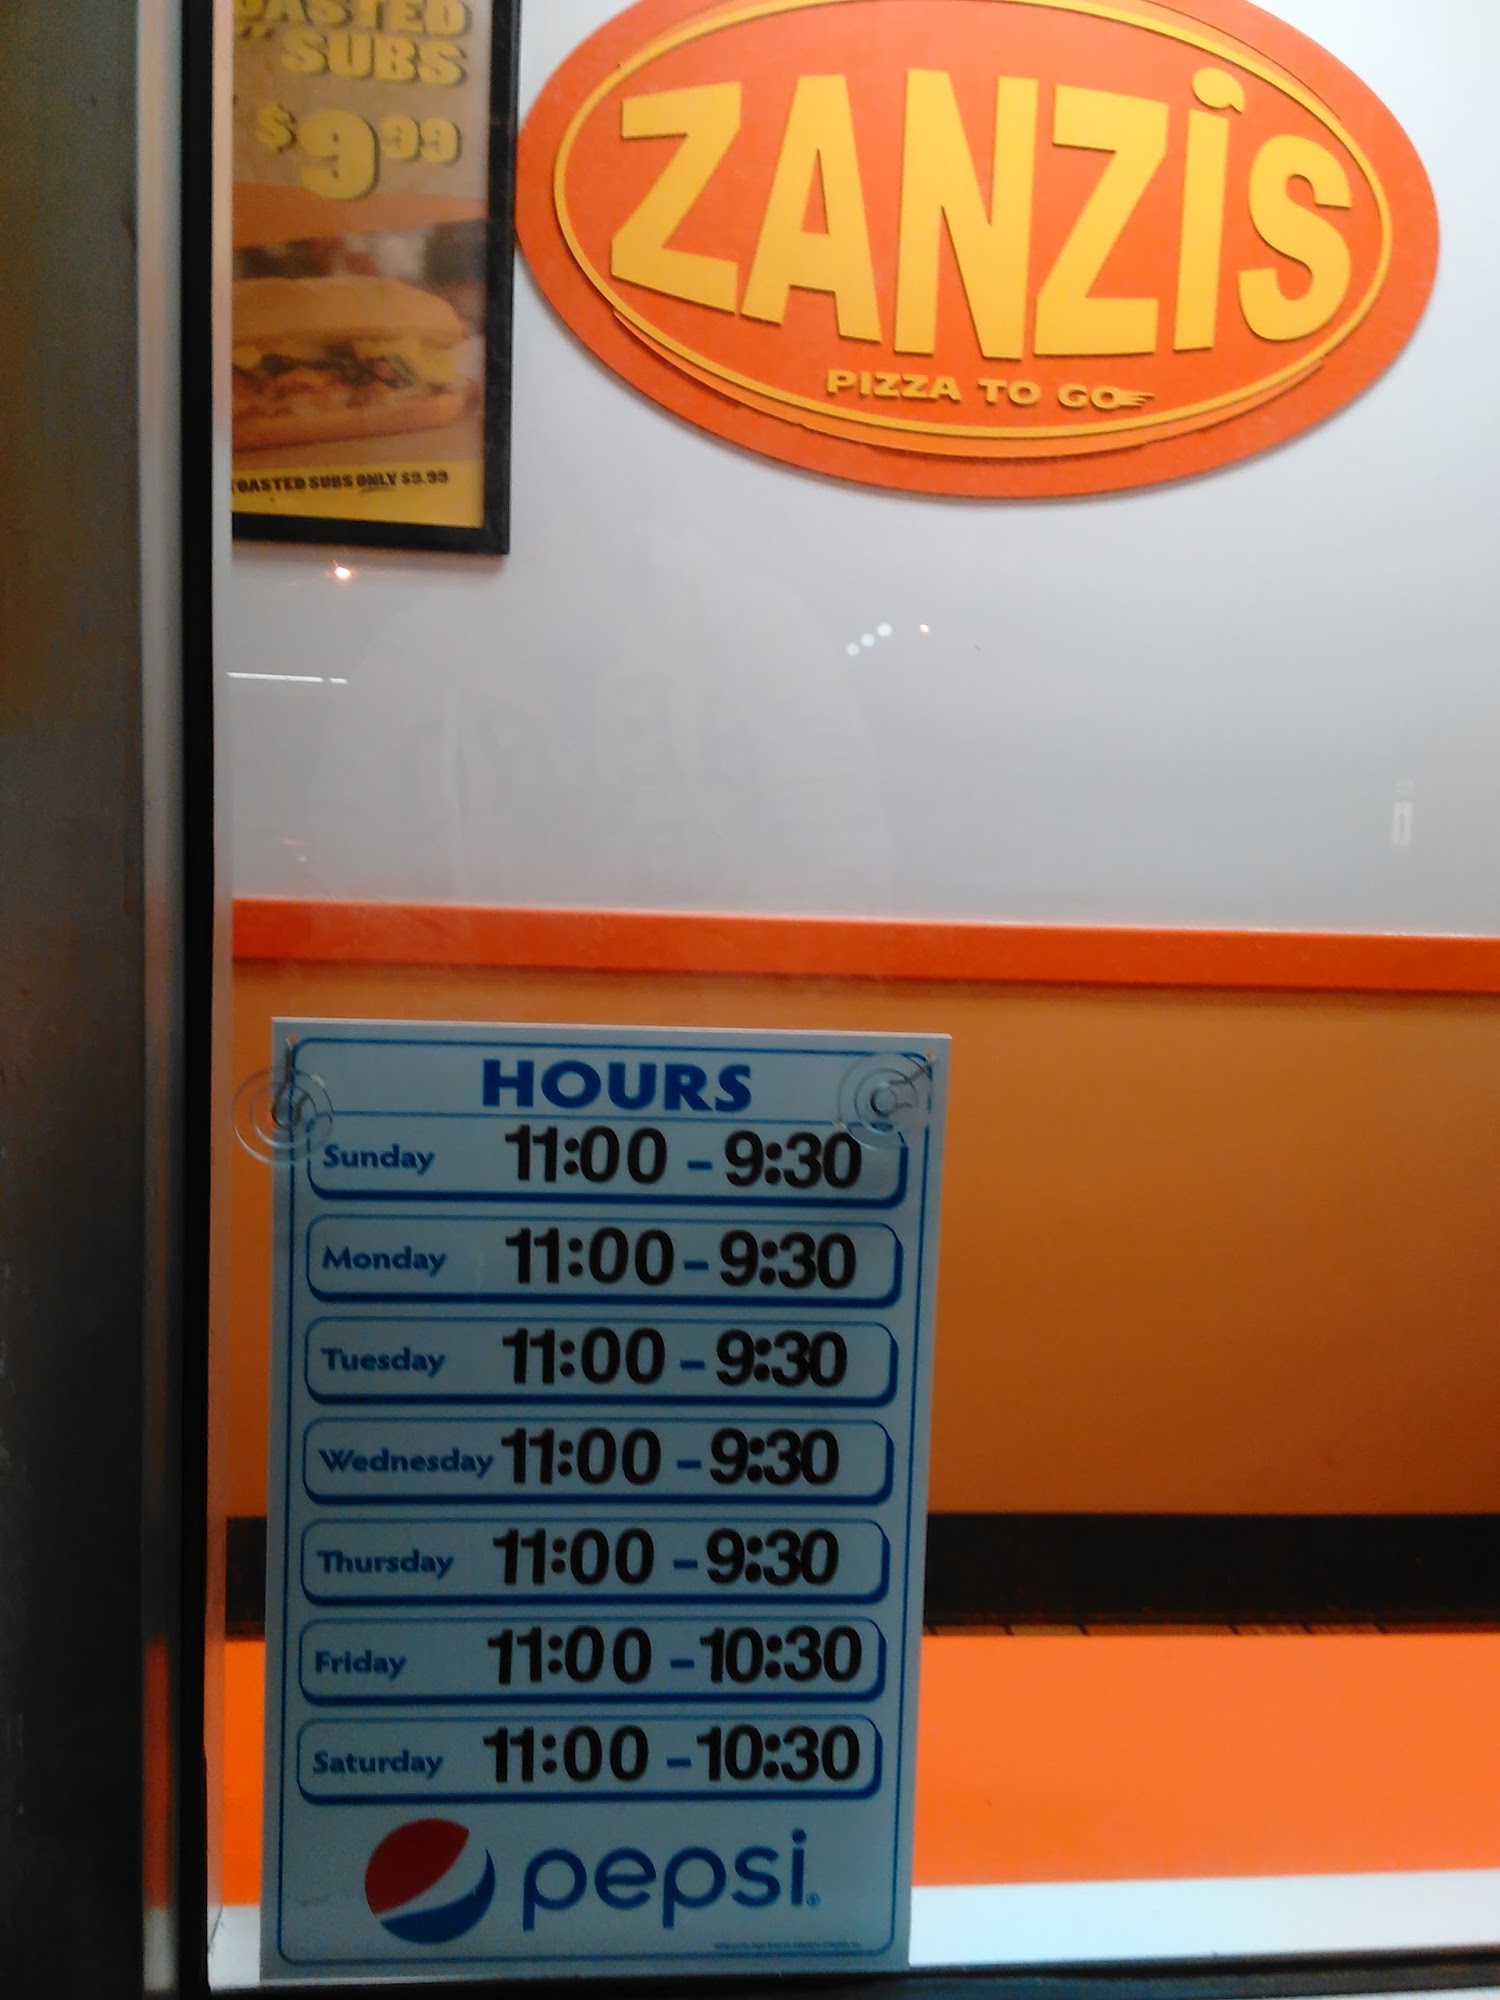 SUBS
$9.99
TOASTED SUBS ONLY $9.99
ZANZiS
PIZZA TO GO
HOURS
Sunday 11:00 - 9:30
Monday 11:00 - 9:30
Tuesday 11:00 - 9:30
Wednesday 11:00 - 9:30
Thursday 11:00 - 9:30
Friday 11:00 - 10:30
Saturday 11:00 - 10:30
pepsi®